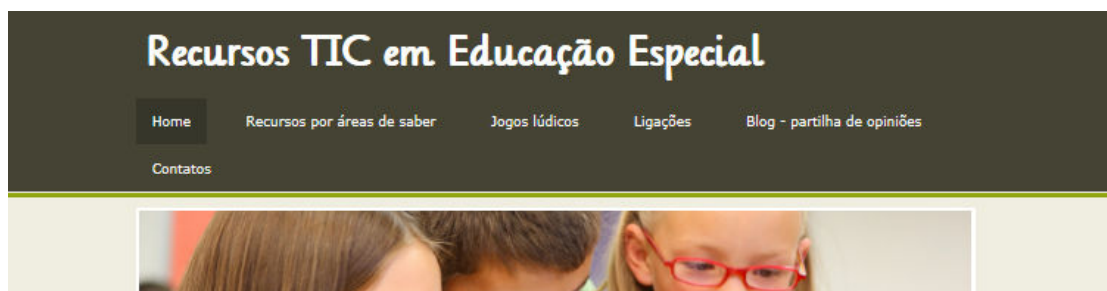 Recursos TIC em Educação Especial
Home Recursos por áreas de saber Jogos lúdicos Ligações Blog - partilha de opiniões
Contatos